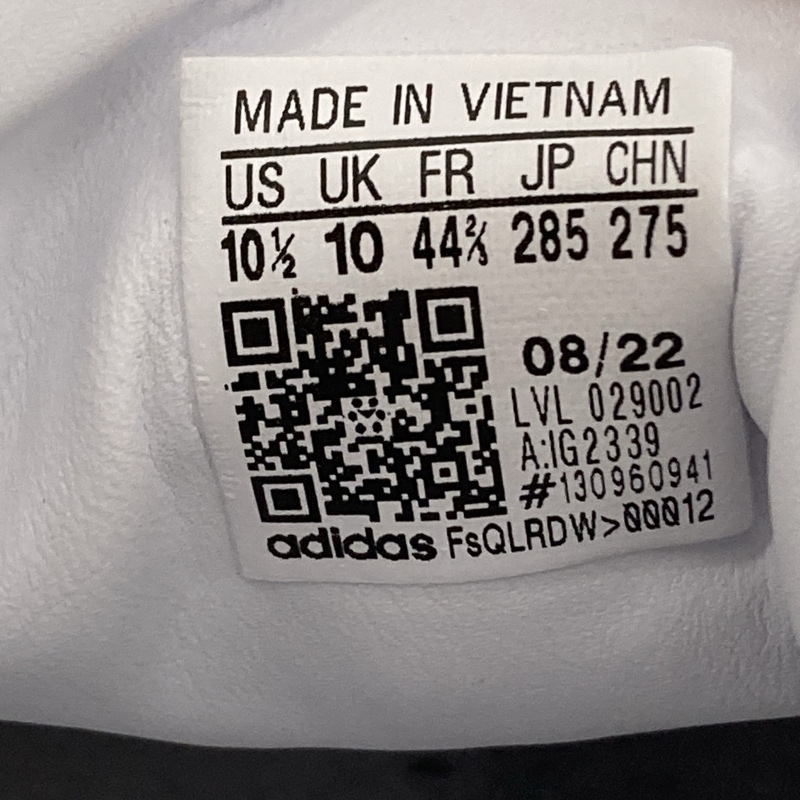 MADE IN VIETNAM
US UK FR JP CHN
10½ 10 44⅔ 285 275
08/22
LVL 029002
A:IG2339
#130960941
adidas FsQLRDW>00012